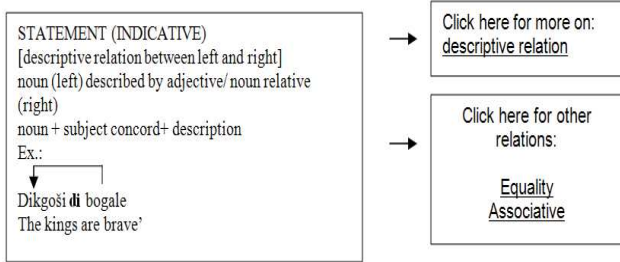 STATEMENT (INDICATIVE)
[descriptive relation between left and right]
noun (left) described by adjective/ noun relative
(right)
noun + subject concord+ description
Ex.:
Dikgoši di bogale
The kings are brave’
Click here for more on:
descriptive relation
Click here for other
relations:
Equality
Associative